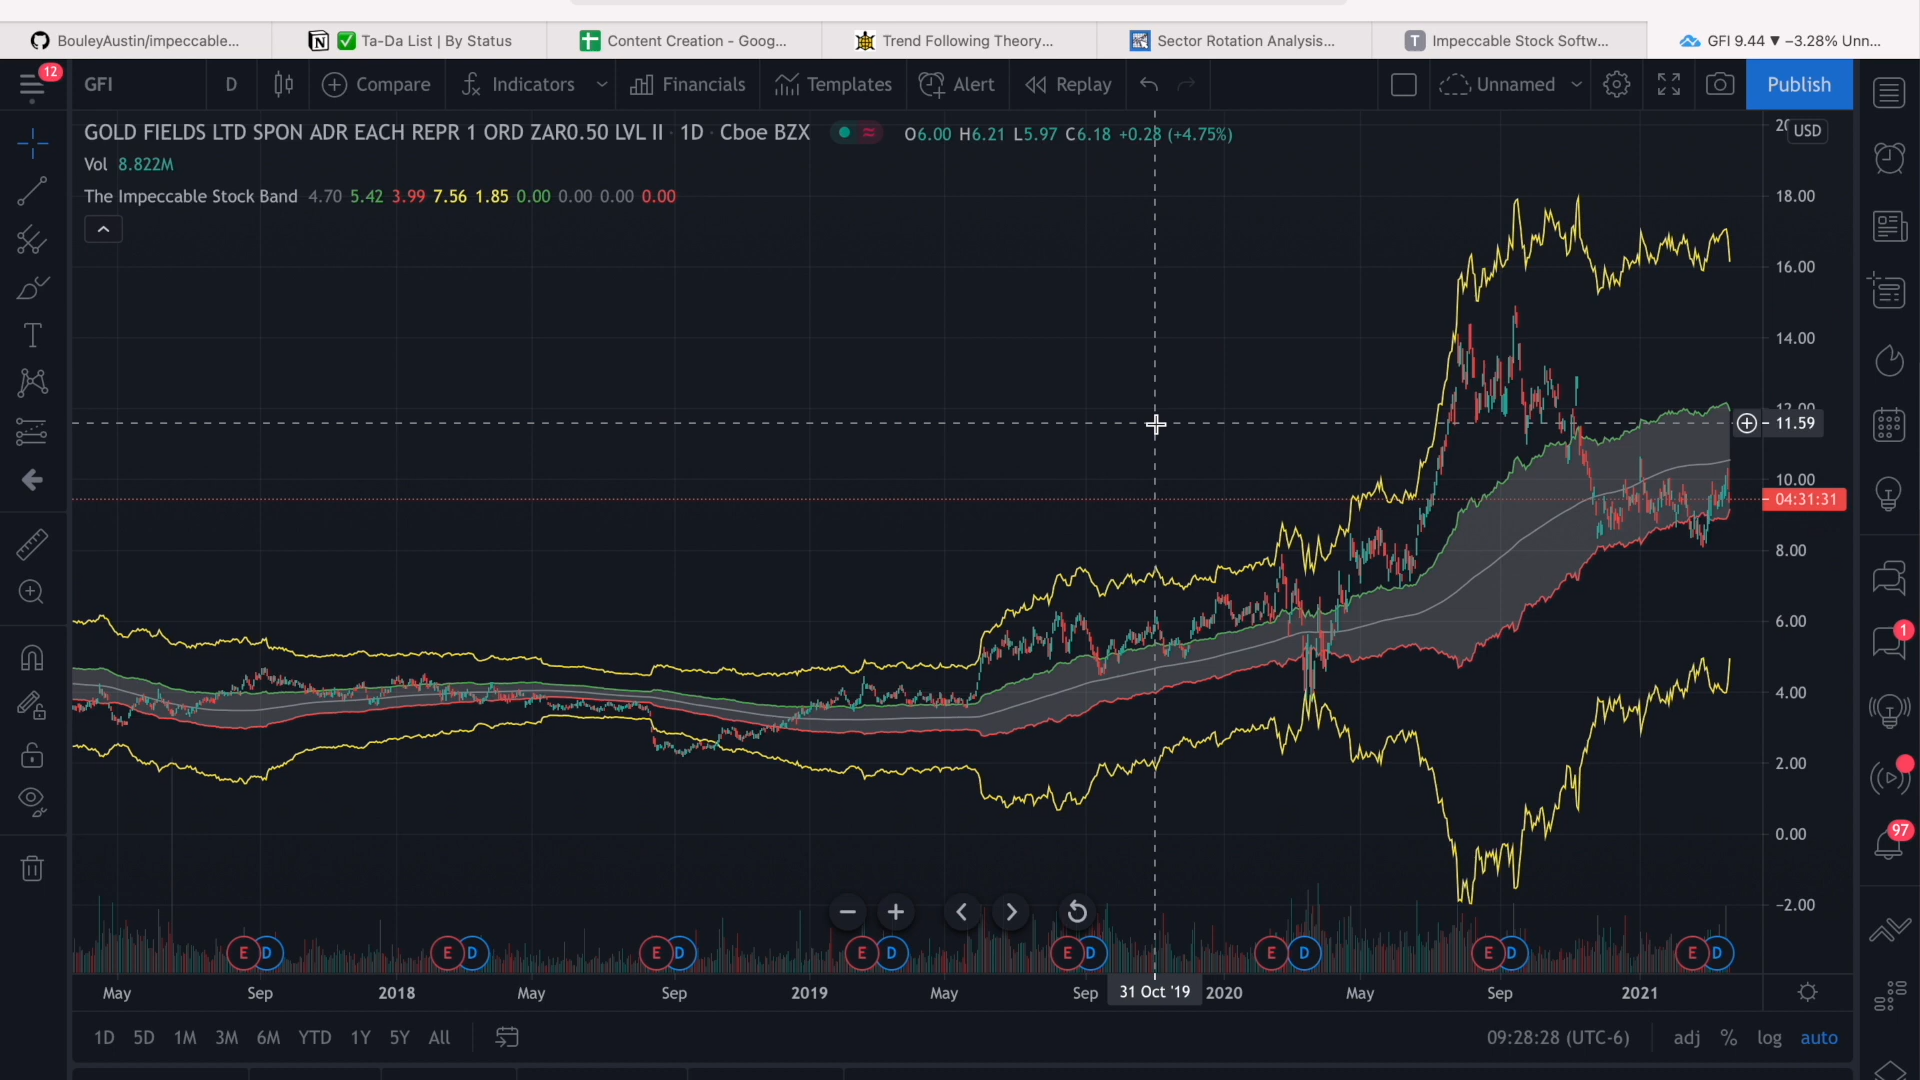 BouleyAustin/impeccable...
✅ Ta-Da List | By Status
Content Creation - Goog...
Trend Following Theory...
Sector Rotation Analysis...
T Impeccable Stock Softw...
GFI 9.44 ▼ −3.28% Unn...
12
GFI
D
Compare
Indicators
Financials
Templates
Alert
Replay
Unnamed
Publish
GOLD FIELDS LTD SPON ADR EACH REPR 1 ORD ZAR0.50 LVL II · 1D · Cboe BZX
O6.00 H6.21 L5.97 C6.18 +0.28 (+4.75%)
USD
Vol 8.822M
The Impeccable Stock Band 4.70 5.42 3.99 7.56 1.85 0.00 0.00 0.00 0.00
18.00
16.00
14.00
12.00
11.59
10.00
04:31:31
8.00
6.00
4.00
2.00
0.00
−2.00
1
97
E D E D E D E D E D E D E D E D
May Sep 2018 May Sep 2019 May Sep 31 Oct '19 2020 May Sep 2021
1D 5D 1M 3M 6M YTD 1Y 5Y All
09:28:28 (UTC-6)
adj % log auto